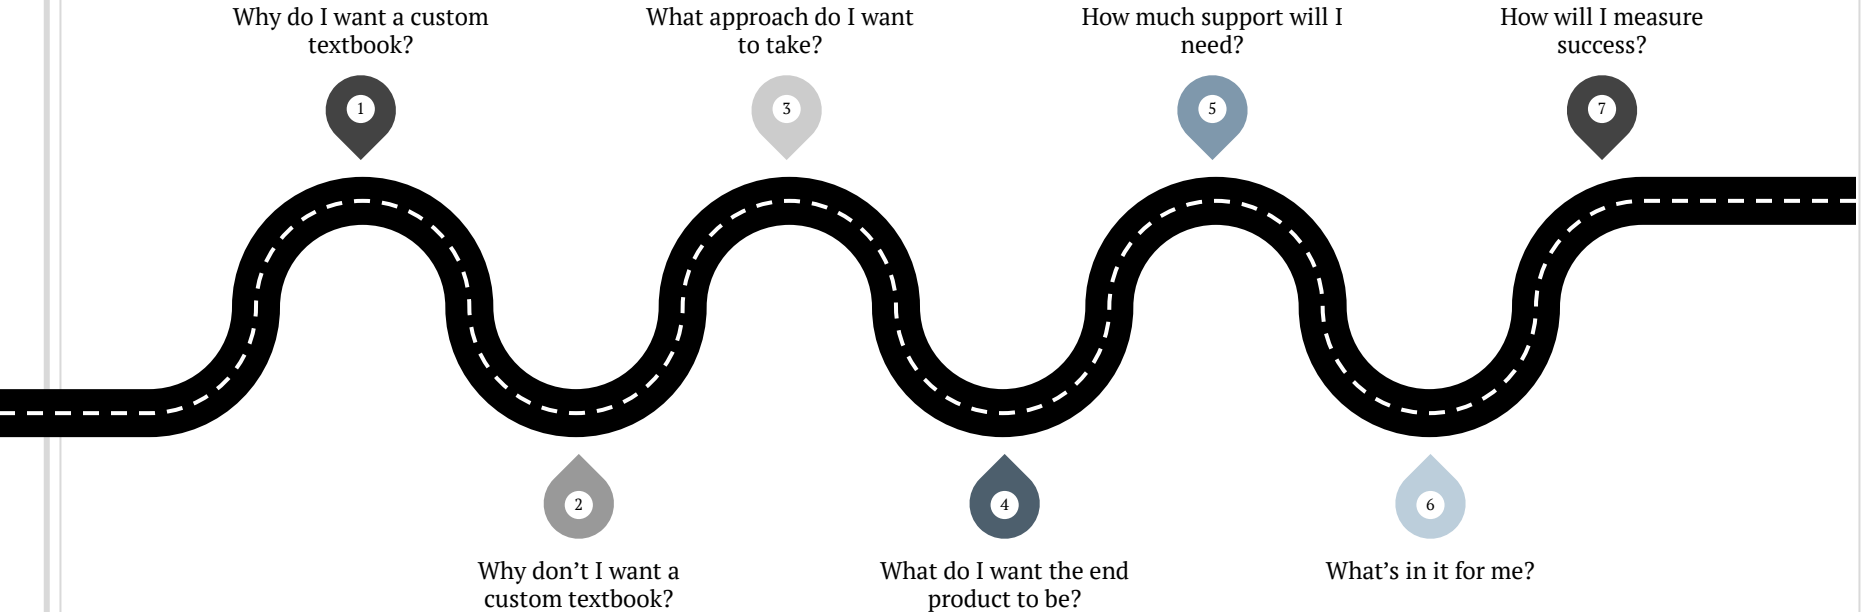 Why do I want a custom
textbook?
1
Why don’t I want a
custom textbook?
2
What approach do I want
to take?
3
What do I want the end
product to be?
4
How much support will I
need?
5
What’s in it for me?
6
How will I measure
success?
7